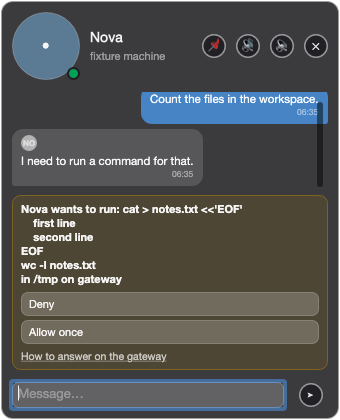 Nova
fixture machine
Count the files in the workspace.
06:35
NO
I need to run a command for that.
06:35
Nova wants to run: cat > notes.txt <<'EOF'
first line
second line
EOF
wc -l notes.txt
in /tmp on gateway
Deny
Allow once
How to answer on the gateway
Message…